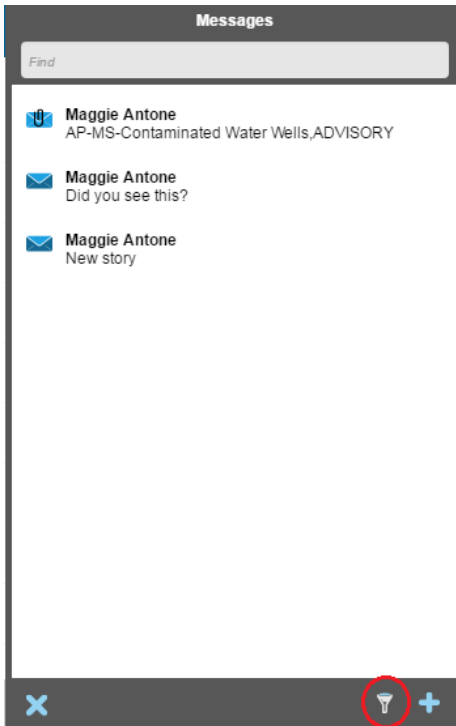 Messages
Find
Maggie Antone
AP-MS-Contaminated Water Wells,ADVISORY
Maggie Antone
Did you see this?
Maggie Antone
New story